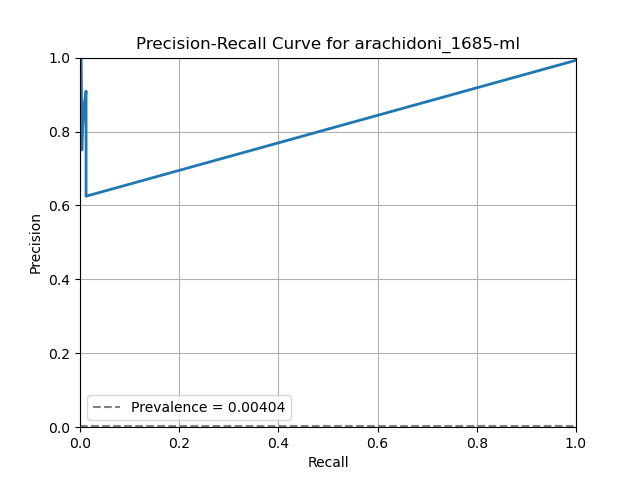 Precision-Recall Curve for arachidoni_1685-ml
1.0
0.8
0.6
0.4
0.2
0.0
Precision
Prevalence = 0.00404
0.0 0.2 0.4 0.6 0.8 1.0
Recall